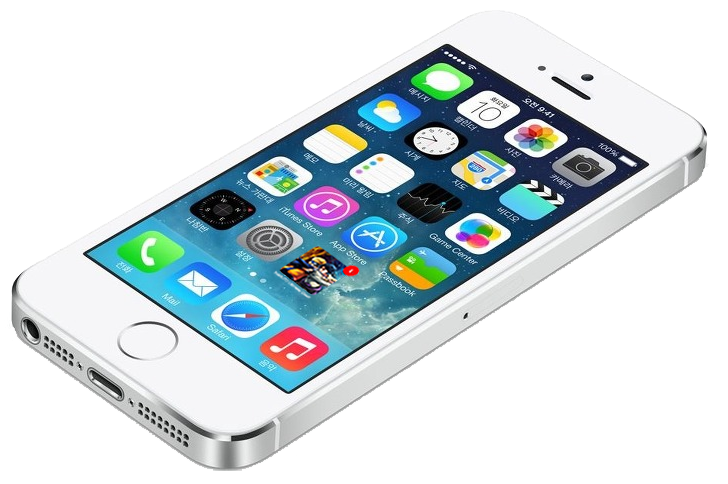 오전 9:41
100%
메시지
화요일
10
캘린더
사진
카메라
날씨
시계
지도
비디오
메모
미리 알림
주식
Game Center
뉴스 가판대
iTunes Store
App Store
Passbook
나침반
설정
전화
Mail
Safari
음악